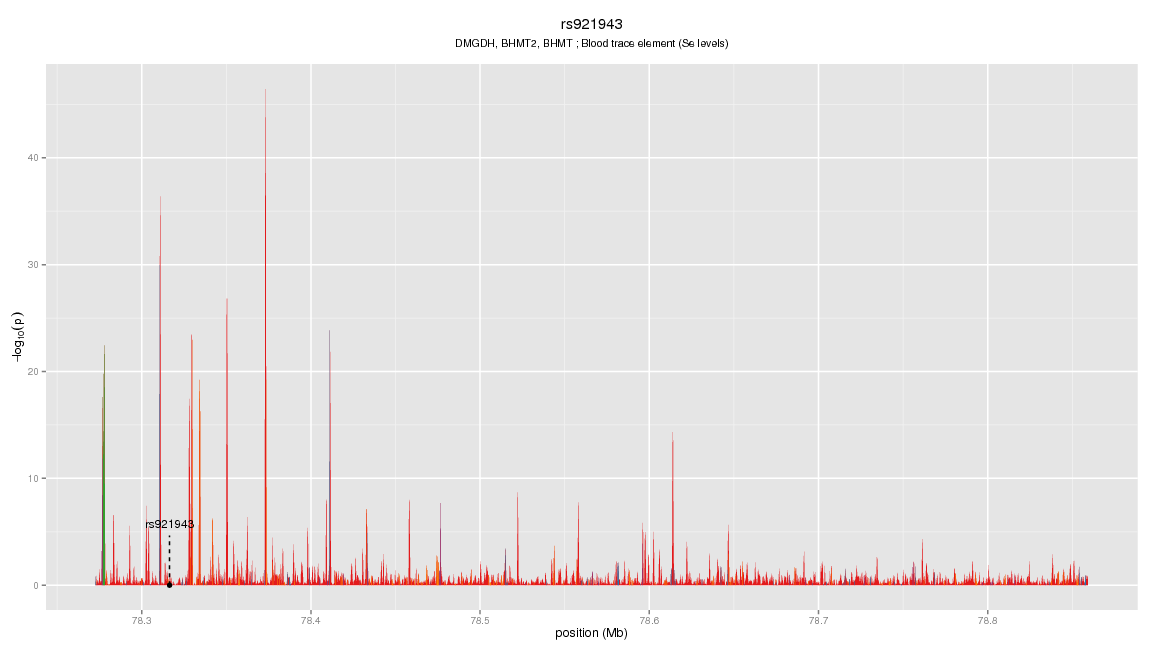 rs921943
DMGDH, BHMT2, BHMT ; Blood trace element (Se levels)
−log10(p)
40
30
20
10
0
rs921943
78.3
78.4
78.5
78.6
78.7
78.8
position (Mb)